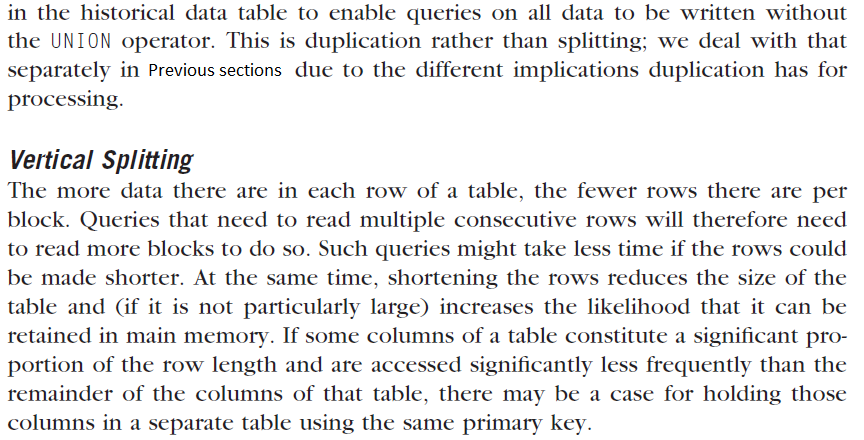 in the historical data table to enable queries on all data to be written without
the UNION operator. This is duplication rather than splitting; we deal with that
separately in Previous sections due to the different implications duplication has for
processing.
Vertical Splitting
The more data there are in each row of a table, the fewer rows there are per
block. Queries that need to read multiple consecutive rows will therefore need
to read more blocks to do so. Such queries might take less time if the rows could
be made shorter. At the same time, shortening the rows reduces the size of the
table and (if it is not particularly large) increases the likelihood that it can be
retained in main memory. If some columns of a table constitute a significant pro-
portion of the row length and are accessed significantly less frequently than the
remainder of the columns of that table, there may be a case for holding those
columns in a separate table using the same primary key.